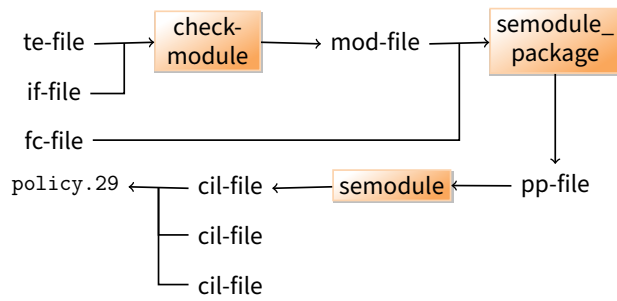 te-file
check-
module
mod-file
semodule_
package
if-file
fc-file
policy.29
cil-file
semodule
pp-file
cil-file
cil-file